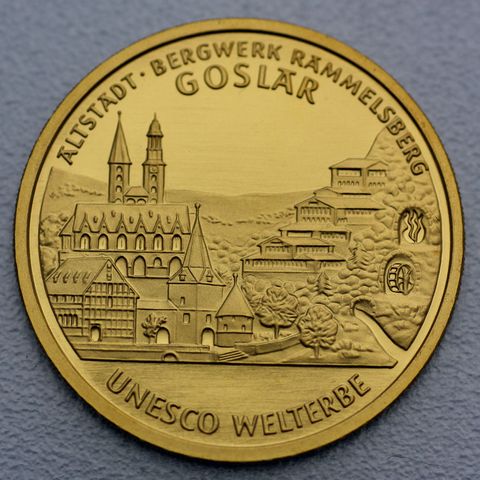 ALTSTADT · BERGWERK RAMMELSBERG
GOSLAR
UNESCO WELTERBE